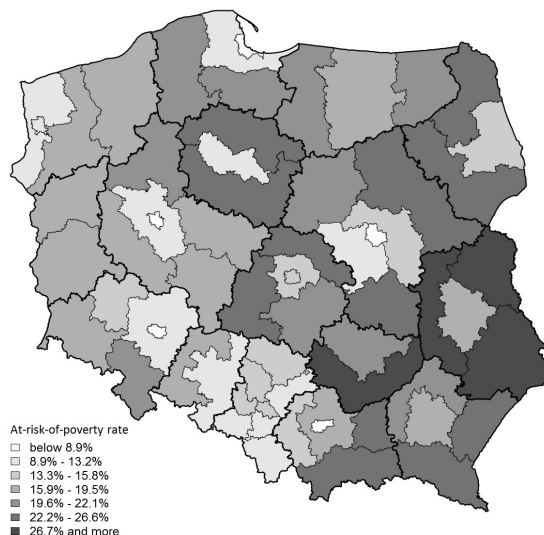 At-risk-of-poverty rate
below 8.9%
8.9% - 13.2%
13.3% - 15.8%
15.9% - 19.5%
19.6% - 22.1%
22.2% - 26.6%
26.7% and more